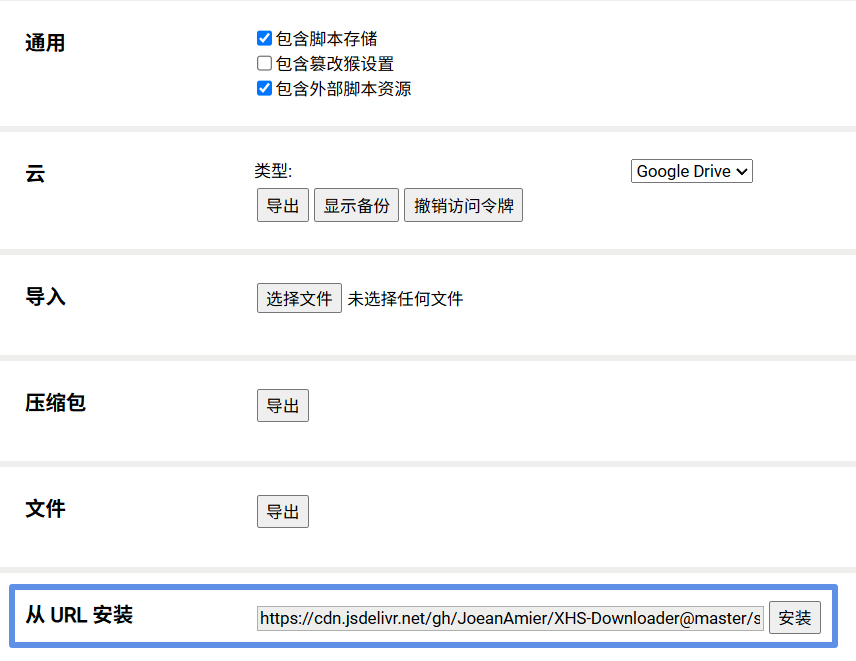 通用
包含脚本存储
包含篡改猴设置
包含外部脚本资源
云
类型:
Google Drive
导出 显示备份 撤销访问令牌
导入
选择文件 未选择任何文件
压缩包
导出
文件
导出
从 URL 安装
https://cdn.jsdelivr.net/gh/JoeanAmier/XHS-Downloader@master/s
安装